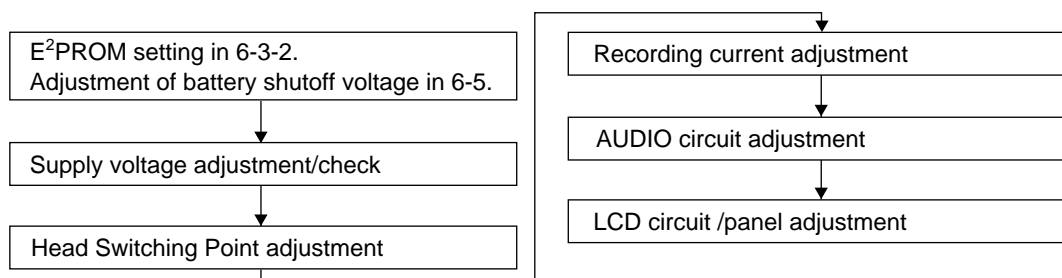 E²PROM setting in 6-3-2.
Adjustment of battery shutoff voltage in 6-5.
Supply voltage adjustment/check
Head Switching Point adjustment
Recording current adjustment
AUDIO circuit adjustment
LCD circuit /panel adjustment